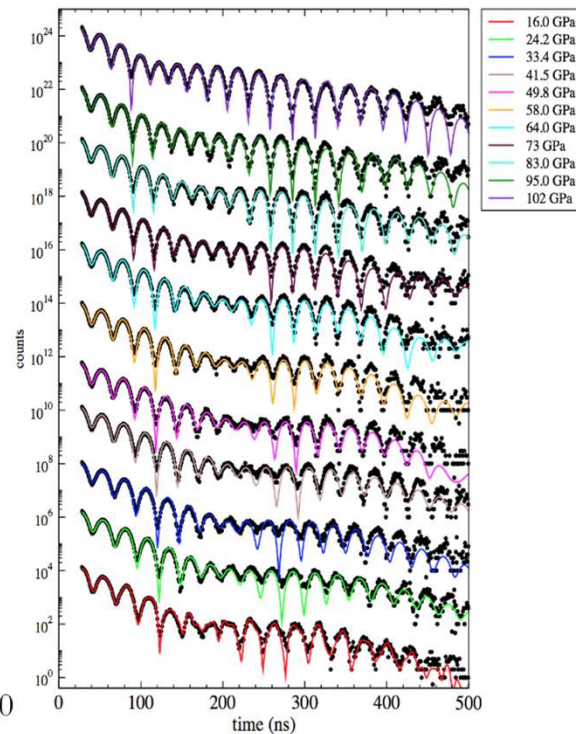 10^24
10^22
10^20
10^18
10^16
10^14
10^12
10^10
10^8
10^6
10^4
10^2
10^0
counts
0
0 100 200 300 400 500
time (ns)
16.0 GPa
24.2 GPa
33.4 GPa
41.5 GPa
49.8 GPa
58.0 GPa
64.0 GPa
73 GPa
83.0 GPa
95.0 GPa
102 GPa